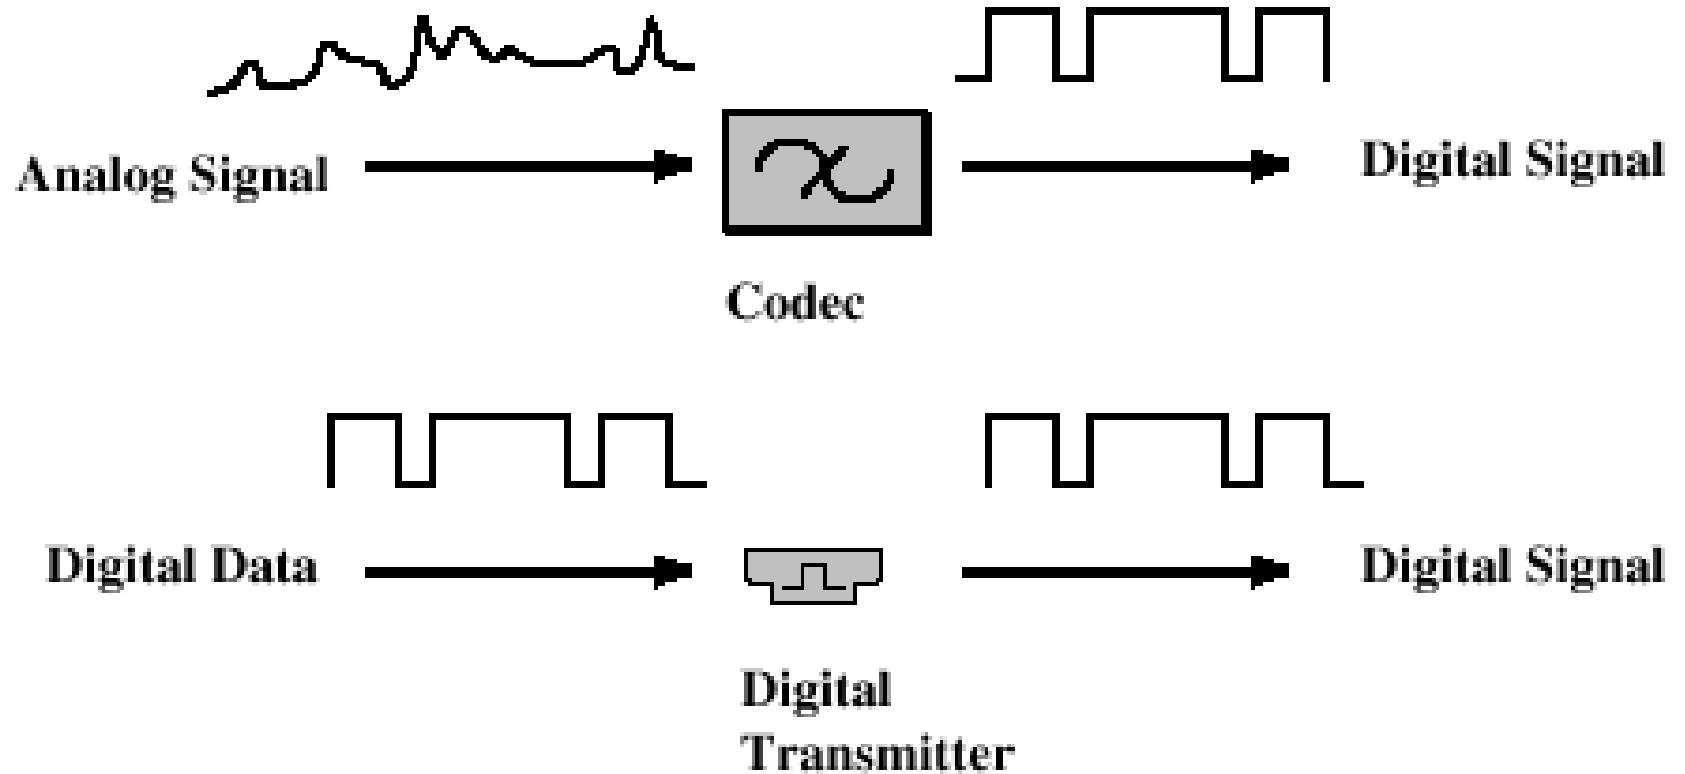 Analog Signal
Digital Signal
Codec
Digital Data
Digital Signal
Digital
Transmitter